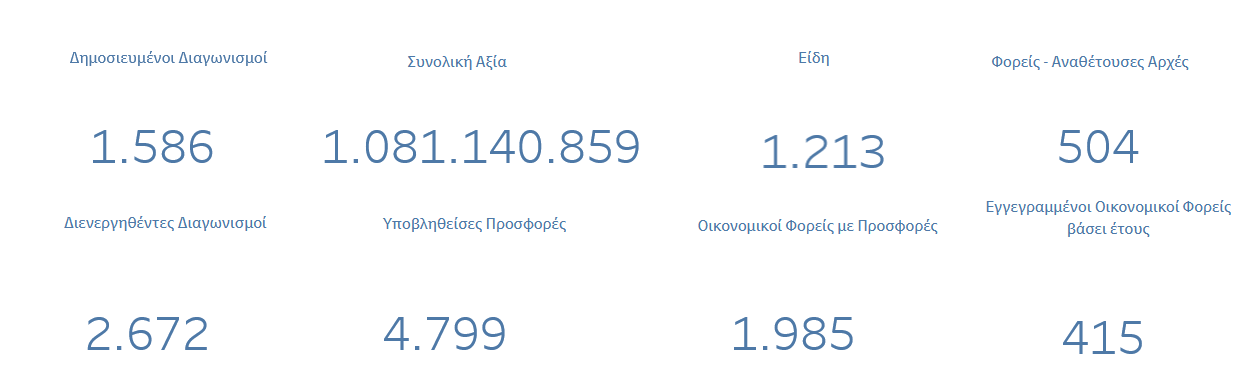 Δημοσιευμένοι Διαγωνισμοί
Συνολική Αξία
Είδη
Φορείς - Αναθέτουσες Αρχές
1.586
1.081.140.859
1.213
504
Διενεργηθέντες Διαγωνισμοί
Υποβληθείσες Προσφορές
Οικονομικοί Φορείς με Προσφορές
Εγγεγραμμένοι Οικονομικοί Φορείς
βάσει έτους
2.672
4.799
1.985
415